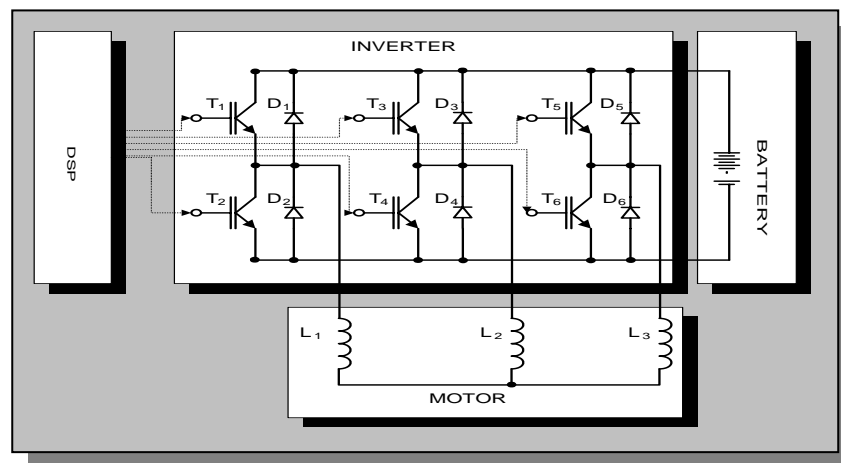 INVERTER
T1 D1 T3 D3 T5 D5
DSP
BATTERY
T2 D2 T4 D4 T6 D6
L1 L2 L3
MOTOR